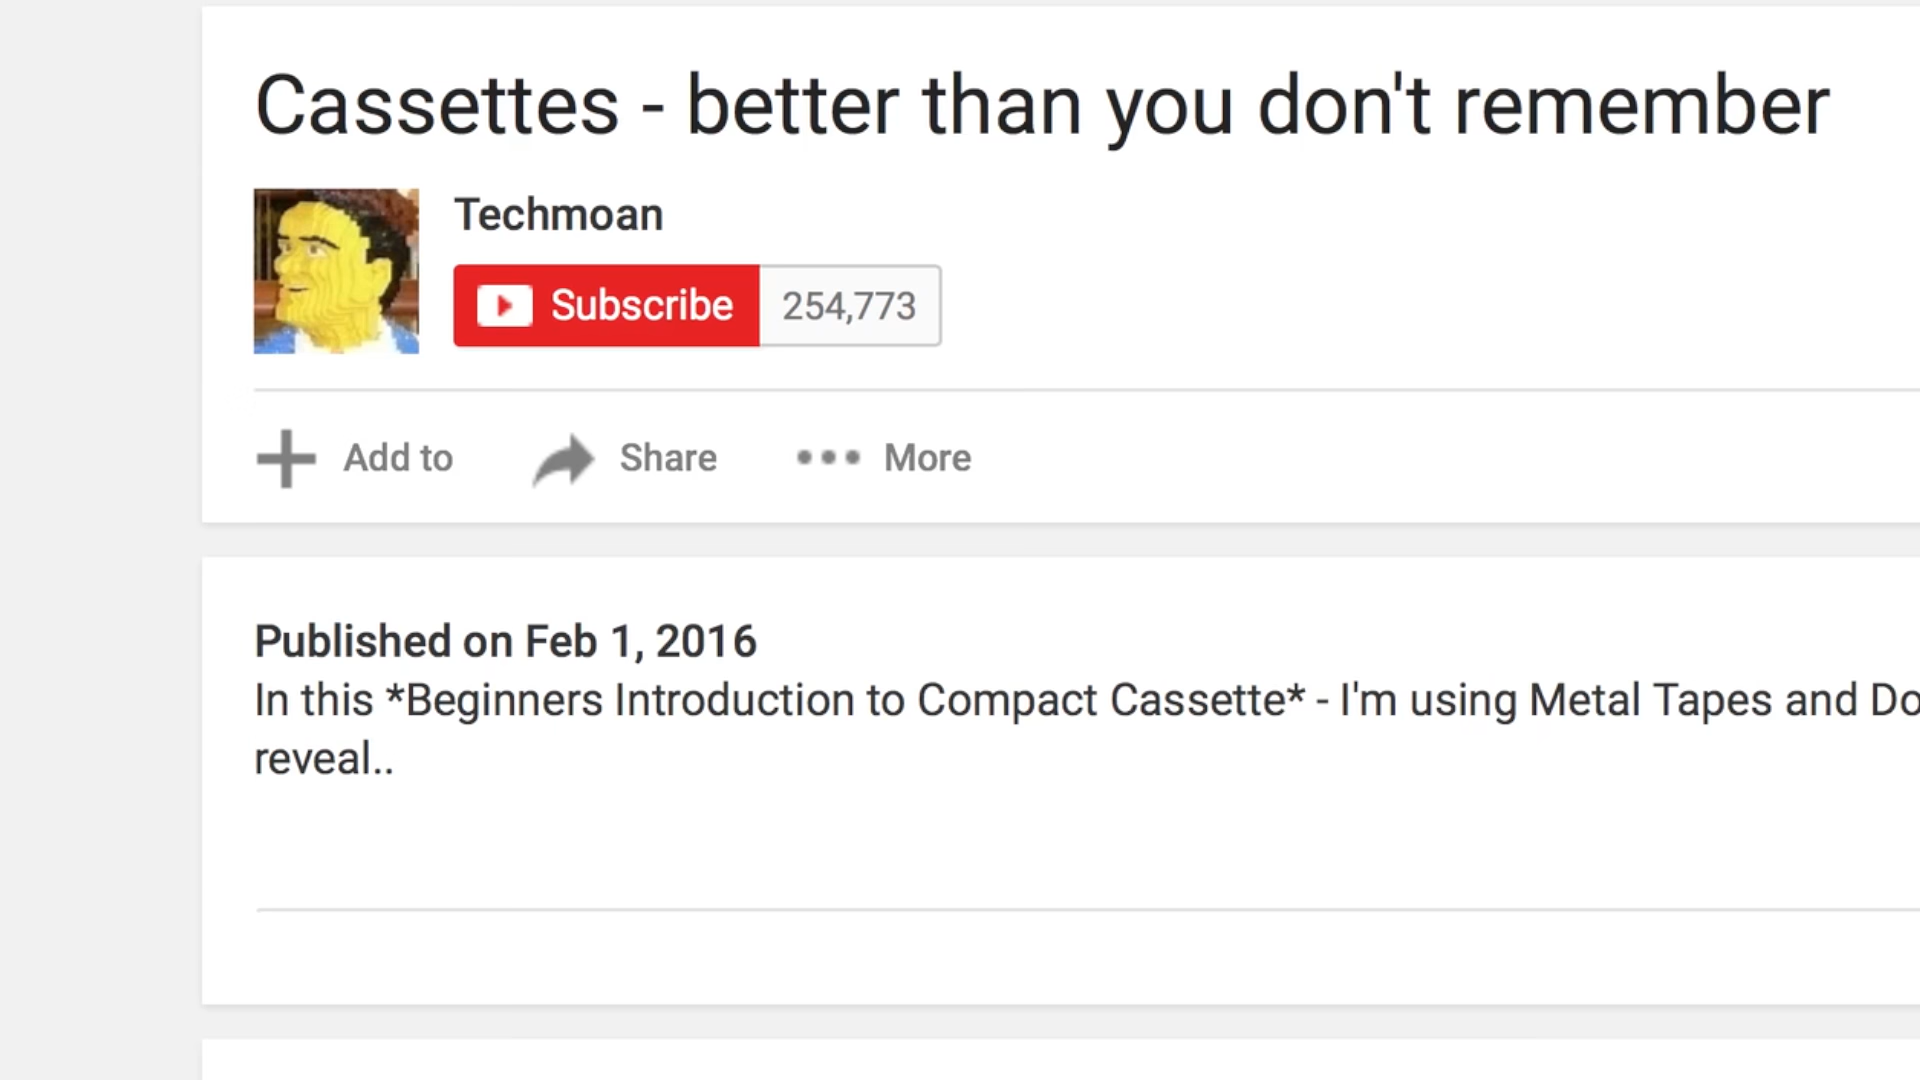 Cassettes - better than you don't remember
Techmoan
Subscribe 254,773
Add to Share More
Published on Feb 1, 2016
In this *Beginners Introduction to Compact Cassette* - I'm using Metal Tapes and Do
reveal..